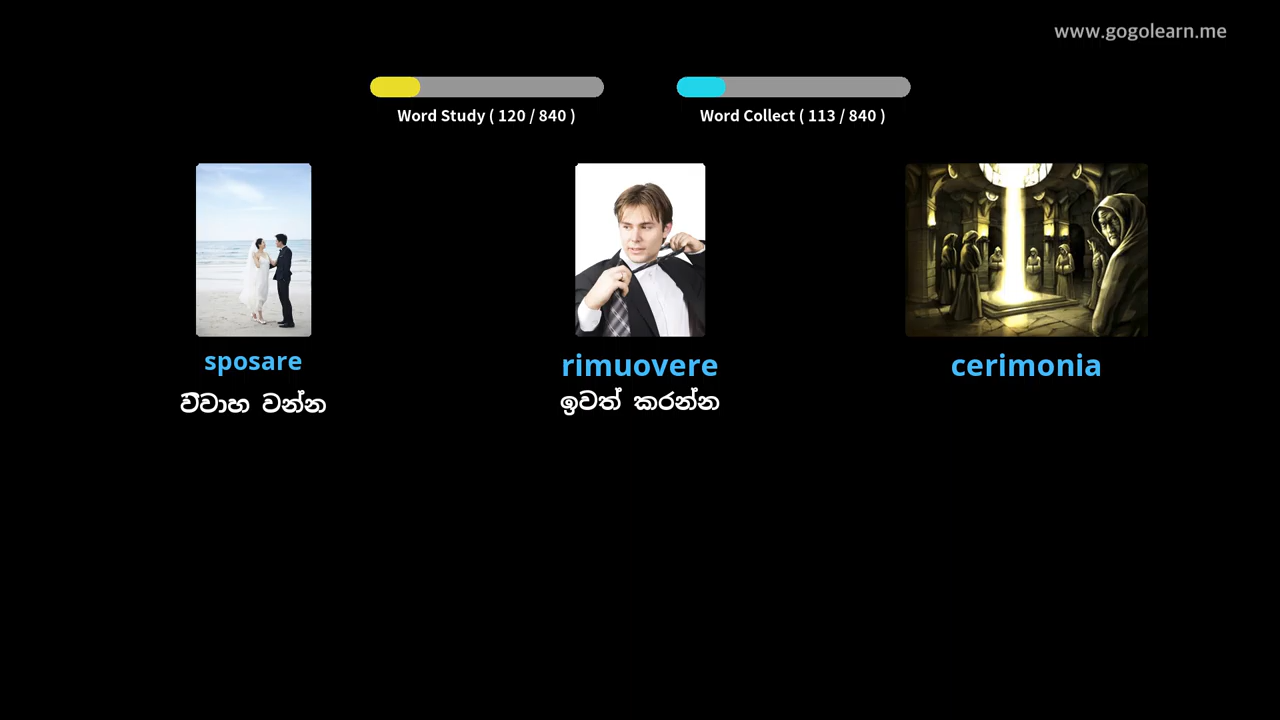 www.gogolearn.me
Word Study ( 120 / 840 )
Word Collect ( 113 / 840 )
sposare
rimuovere
cerimonia
විවාහ වන්න
ඉවත් කරන්න